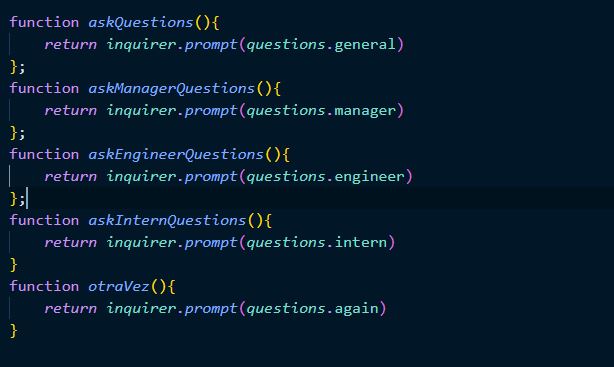 function askQuestions(){
    return inquirer.prompt(questions.general)
};
function askManagerQuestions(){
    return inquirer.prompt(questions.manager)
};
function askEngineerQuestions(){
    return inquirer.prompt(questions.engineer)
};
function askInternQuestions(){
    return inquirer.prompt(questions.intern)
}
function otraVez(){
    return inquirer.prompt(questions.again)
}